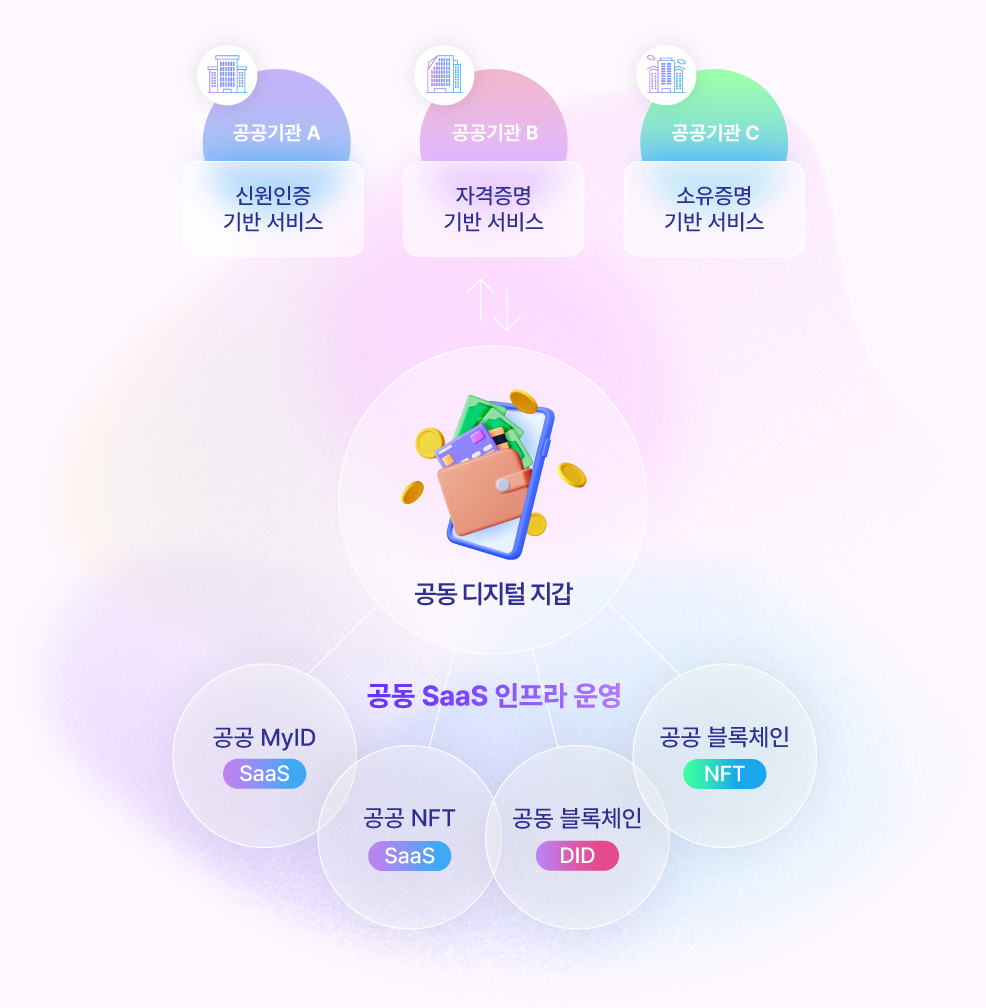 공공기관 A
공공기관 B
공공기관 C
신원인증
기반 서비스
자격증명
기반 서비스
소유증명
기반 서비스
공동 디지털 지갑
공동 SaaS 인프라 운영
공공 MyID
SaaS
공공 NFT
SaaS
공동 블록체인
DID
공공 블록체인
NFT